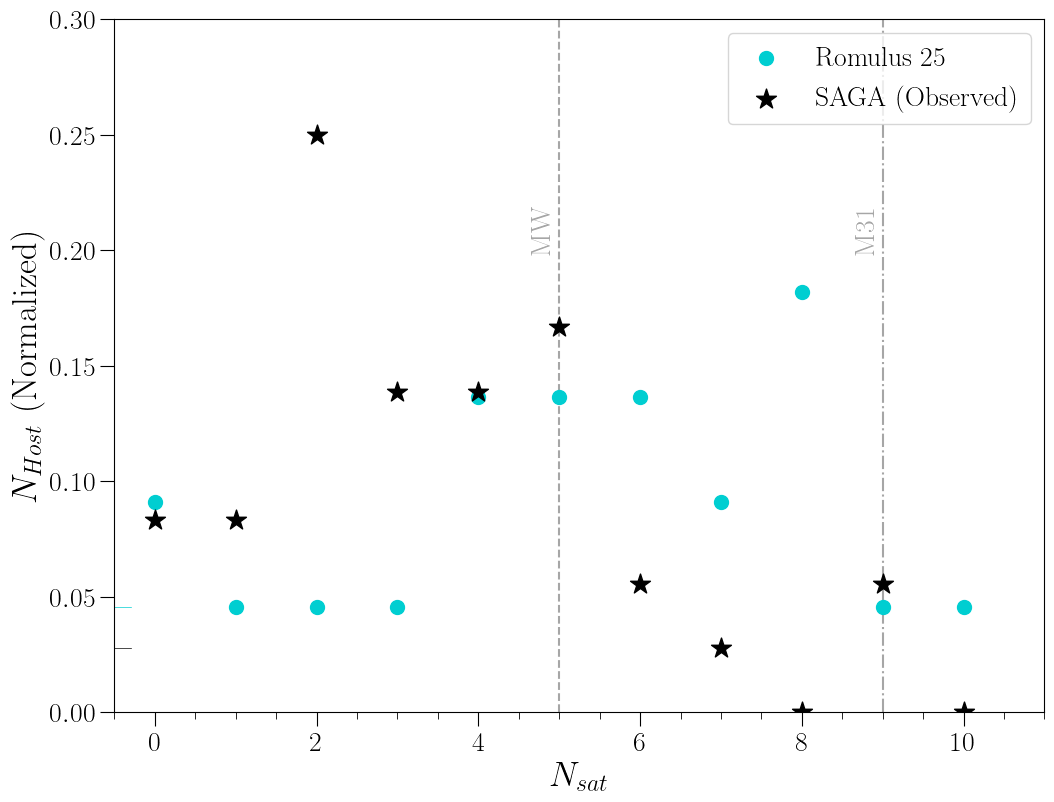 0.30
0.25
0.20
0.15
0.10
0.05
0.00
N_{Host} (Normalized)
Romulus 25
SAGA (Observed)
MW
M31
0 2 4 6 8 10
N_{sat}